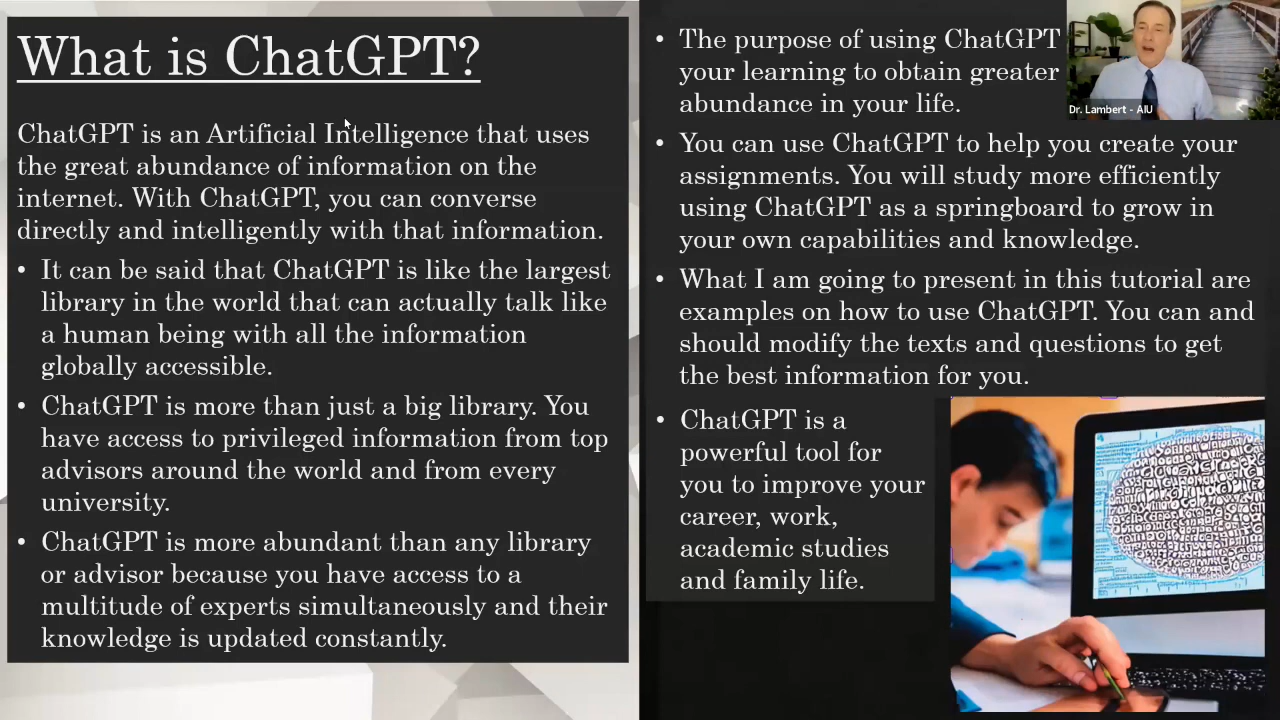 What is ChatGPT?
ChatGPT is an Artificial Intelligence that uses
the great abundance of information on the
internet. With ChatGPT, you can converse
directly and intelligently with that information.
• It can be said that ChatGPT is like the largest
library in the world that can actually talk like
a human being with all the information
globally accessible.
• ChatGPT is more than just a big library. You
have access to privileged information from top
advisors around the world and from every
university.
• ChatGPT is more abundant than any library
or advisor because you have access to a
multitude of experts simultaneously and their
knowledge is updated constantly.
• The purpose of using ChatGPT
your learning to obtain greater
abundance in your life.
• You can use ChatGPT to help you create your
assignments. You will study more efficiently
using ChatGPT as a springboard to grow in
your own capabilities and knowledge.
• What I am going to present in this tutorial are
examples on how to use ChatGPT. You can and
should modify the texts and questions to get
the best information for you.
• ChatGPT is a
powerful tool for
you to improve your
career, work,
academic studies
and family life.
Dr. Lambert - AIU